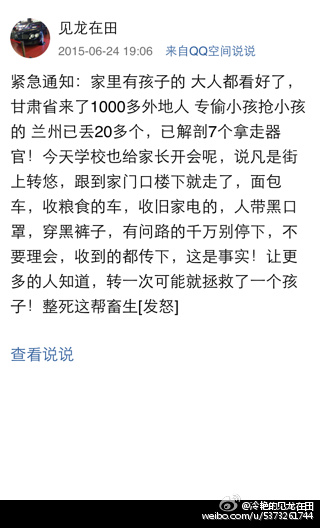 见龙在田
2015-06-24 19:06 来自QQ空间说说
紧急通知：家里有孩子的 大人都看好了，
甘肃省来了1000多外地人 专偷小孩抢小孩
的 兰州已丢20多个，已解剖7个拿走器
官！今天学校也给家长开会呢，说凡是街
上转悠，跟到家门口楼下就走了，面包
车，收粮食的车，收旧家电的，人带黑口
罩，穿黑裤子，有问路的千万别停下，不
要理会，收到的都传下，这是事实！让更
多的人知道，转一次可能就拯救了一个孩
子！整死这帮畜生[发怒]
查看说说
@冷艳的见龙在田
weibo.com/u/5373261744